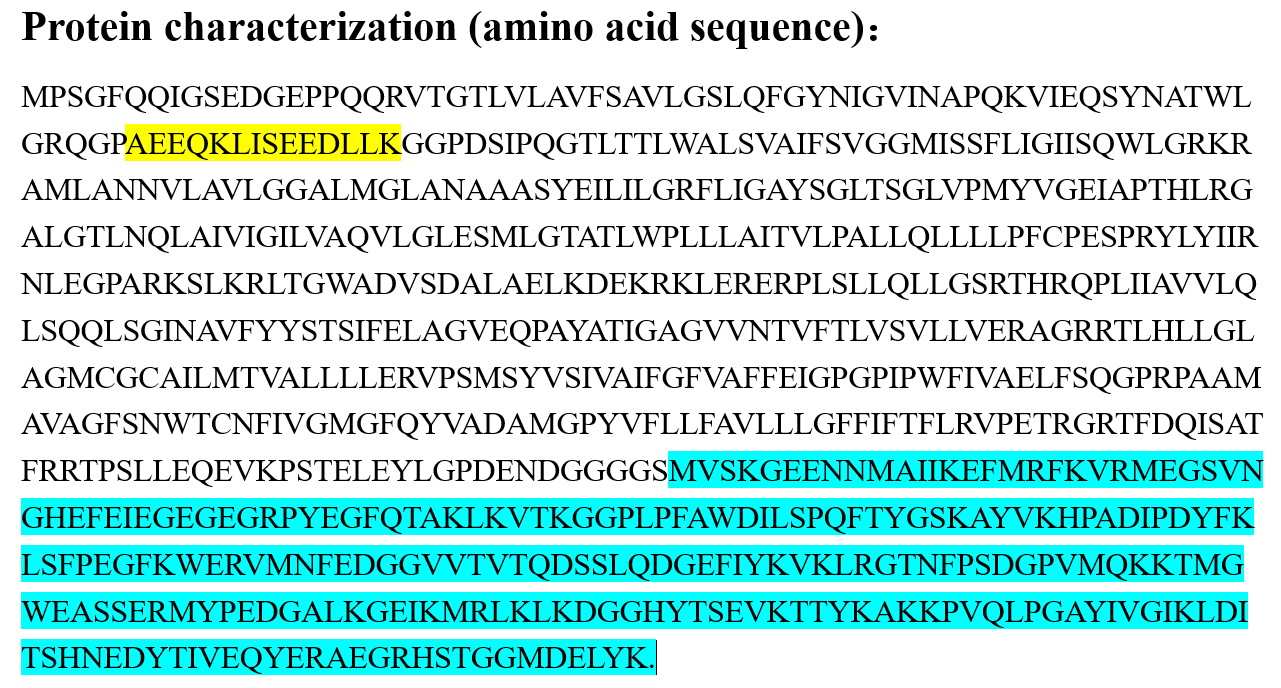 Protein characterization (amino acid sequence)：
MPSGFQQIGSEDGEPPQQRVTGTLVLAVFSAVLGSLQFGYNIGVINAPQKVIEQSYNATWL
GRQGPAEEQKLISEEDLLKGGPDSIPQGTLTTLWALSVAIFSVGGMISSFLIGIISQWLGRKR
AMLANNVLAVLGGALMGLANAAASYEILILGRFLIGAYSGLTSGLVPMYVGEIAPTHLRG
ALGTLNQLAIVIGILVAQVLGLESMLGTATLWPLLLAITVLPALLQLLLLPFCPESPRYLYIIR
NLEGPARKSLKRLTGWADVSDALAELKDEKRKLERERPLSLLQLLGSRTHRQPLIIAVVLQ
LSQQLSGINAVFYYSTSIFELAGVEQPAYATIGAGVVNTVFTLVSVLLVERAGRRTLHLLGL
AGMCGCAILMTVALLLLERVPSMSYVSIVAIFGFVAFFEIGPGPIPWFIVAELFSQGPRPAAM
AVAGFSNWTCNFIVGMGFQYVADAMGPYVFLLFAVLLLGFFIFTFLRVPETRGRTFDQISAT
FRRTPSLLEQEVKPSTELEYLGPDENDGGGGSMVSKGEENNMAIIKEFMRFKVRMEGSVN
GHEFEIEGEGEGRPYEGFQTAKLKVTKGGPLPFAWDILSPQFTYGSKAYVKHPADIPDYFK
LSFPEGFKWERVMNFEDGGVVTVTQDSSLQDGEFIYKVKLRGTNFPSDGPVMQKKTMG
WEASSERMYPEDGALKGEIKMRLKLKDGGHYTSEVKTTYKAKKPVQLPGAYIVGIKLDI
TSHNEDYTIVEQYERAEGRHSTGGMDELYK.